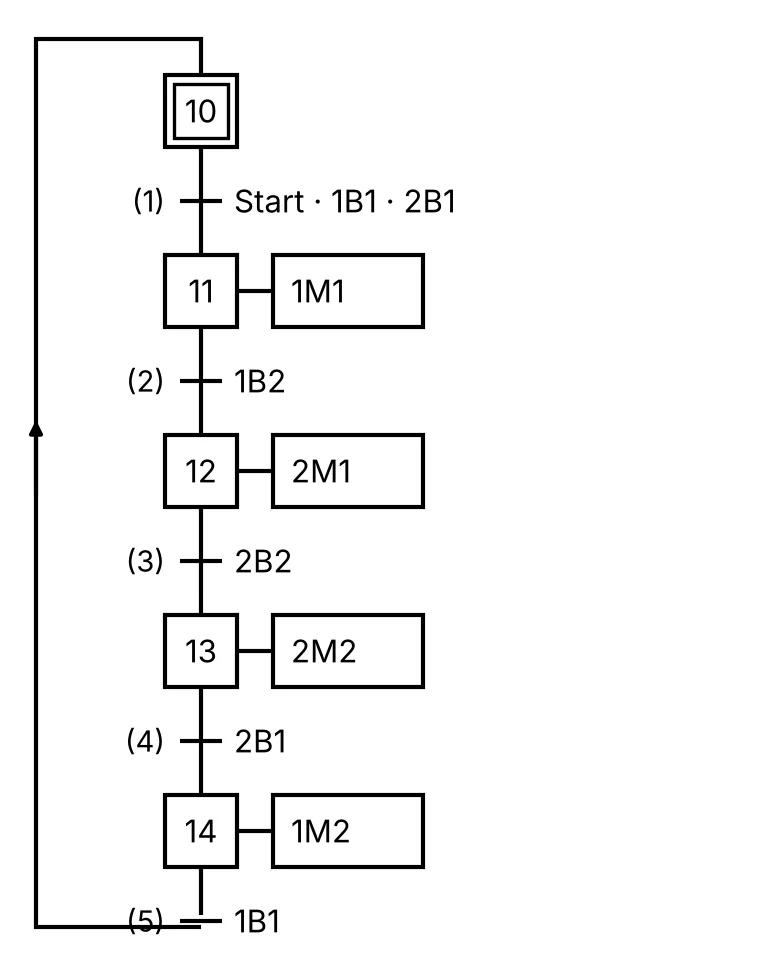 10
(1) Start · 1B1 · 2B1
11 1M1
(2) 1B2
12 2M1
(3) 2B2
13 2M2
(4) 2B1
14 1M2
(5) 1B1